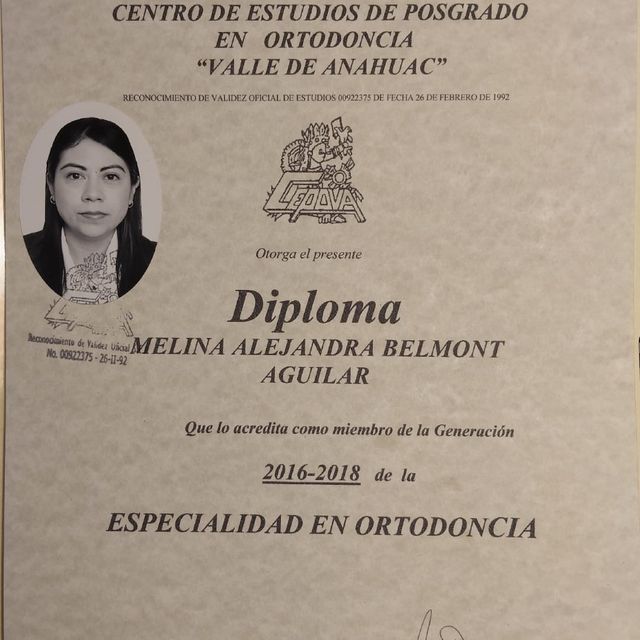 CENTRO DE ESTUDIOS DE POSGRADO
EN ORTODONCIA
“VALLE DE ANAHUAC”
RECONOCIMIENTO DE VALIDEZ OFICIAL DE ESTUDIOS 00922375 DE FECHA 26 DE FEBRERO DE 1992
CEPOVA
Otorga el presente
Diploma
Reconocimiento de Validez Oficial
No. 00922375 - 26-II-92
MELINA ALEJANDRA BELMONT
AGUILAR
Que lo acredita como miembro de la Generación
2016-2018 de la
ESPECIALIDAD EN ORTODONCIA